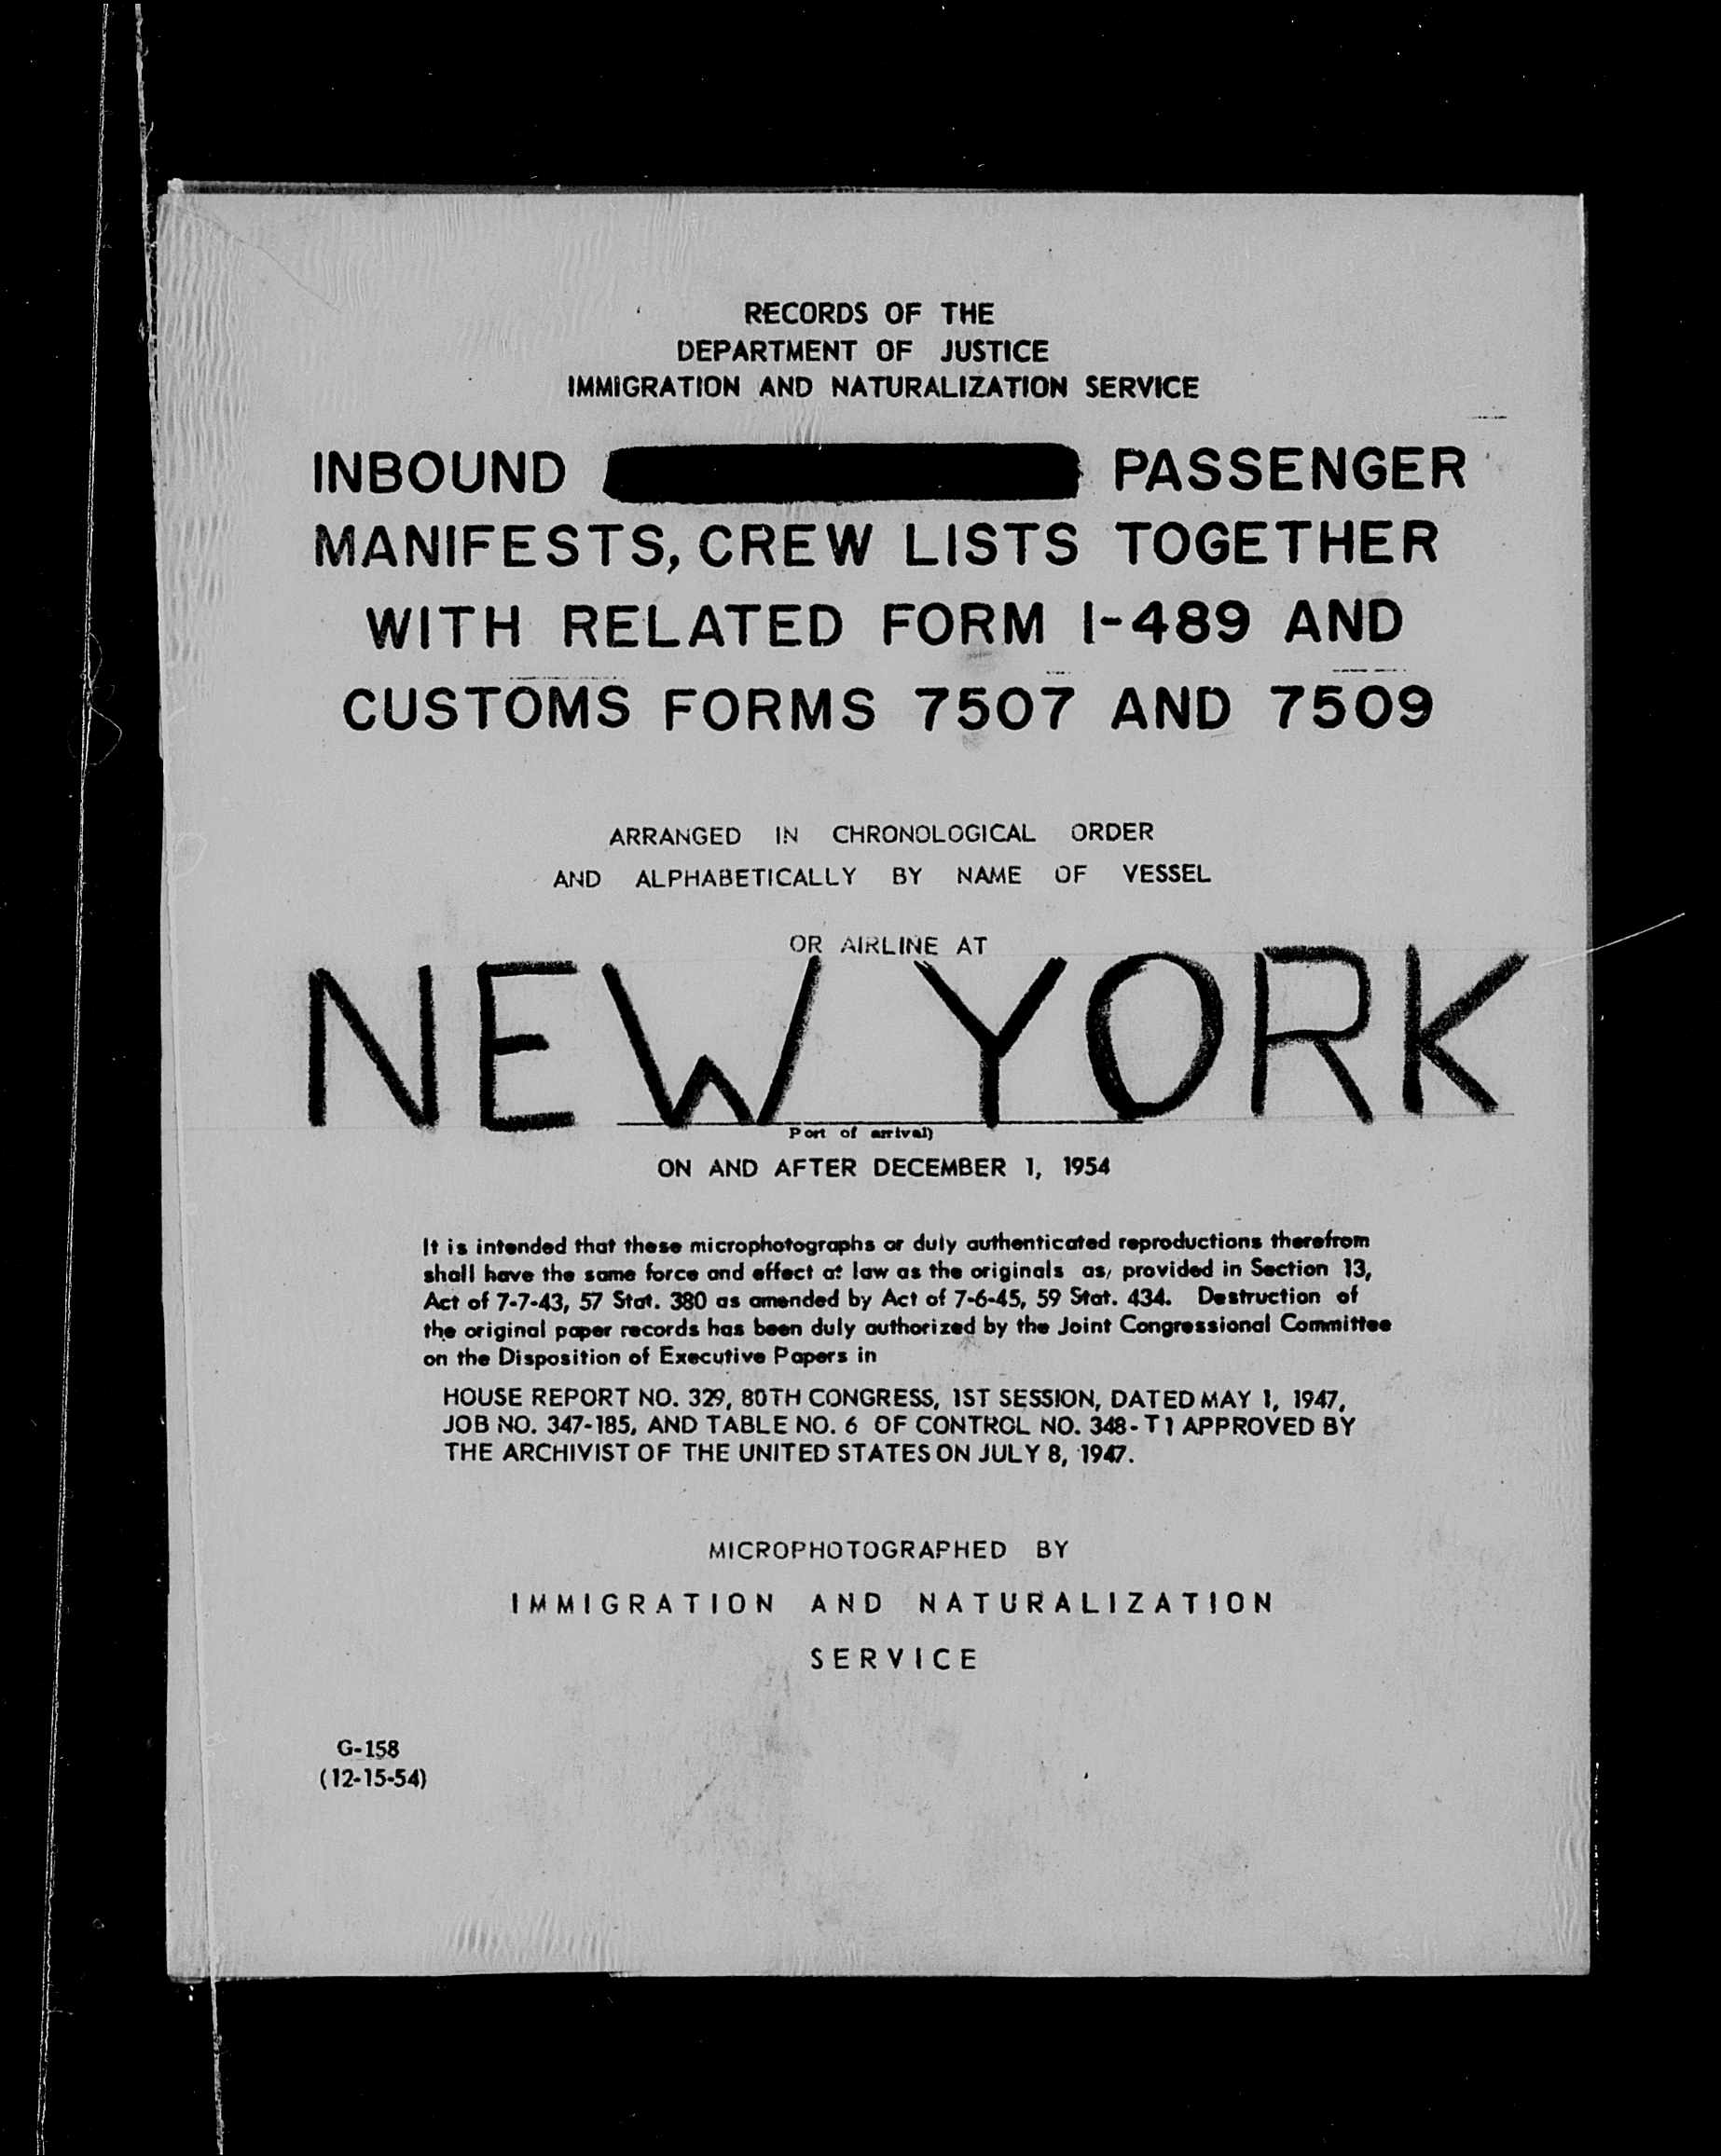 RECORDS OF THE
DEPARTMENT OF JUSTICE
IMMIGRATION AND NATURALIZATION SERVICE
INBOUND PASSENGER
MANIFESTS, CREW LISTS TOGETHER
WITH RELATED FORM I-489 AND
CUSTOMS FORMS 7507 AND 7509
ARRANGED IN CHRONOLOGICAL ORDER
AND ALPHABETICALLY BY NAME OF VESSEL
OR AIRLINE AT
NEW YORK
Port of arrival)
ON AND AFTER DECEMBER 1, 1954
It is intended that these microphotographs or duly authenticated reproductions therefrom
shall have the same force and effect at law as the originals as, provided in Section 13,
Act of 7-7-43, 57 Stat. 380 as amended by Act of 7-6-45, 59 Stat. 434. Destruction of
the original paper records has been duly authorized by the Joint Congressional Committee
on the Disposition of Executive Papers in
HOUSE REPORT NO. 329, 80TH CONGRESS, 1ST SESSION, DATED MAY 1, 1947,
JOB NO. 347-185, AND TABLE NO. 6 OF CONTROL NO. 348-T1 APPROVED BY
THE ARCHIVIST OF THE UNITED STATES ON JULY 8, 1947.
MICROPHOTOGRAPHED BY
IMMIGRATION AND NATURALIZATION
SERVICE
G-158
(12-15-54)